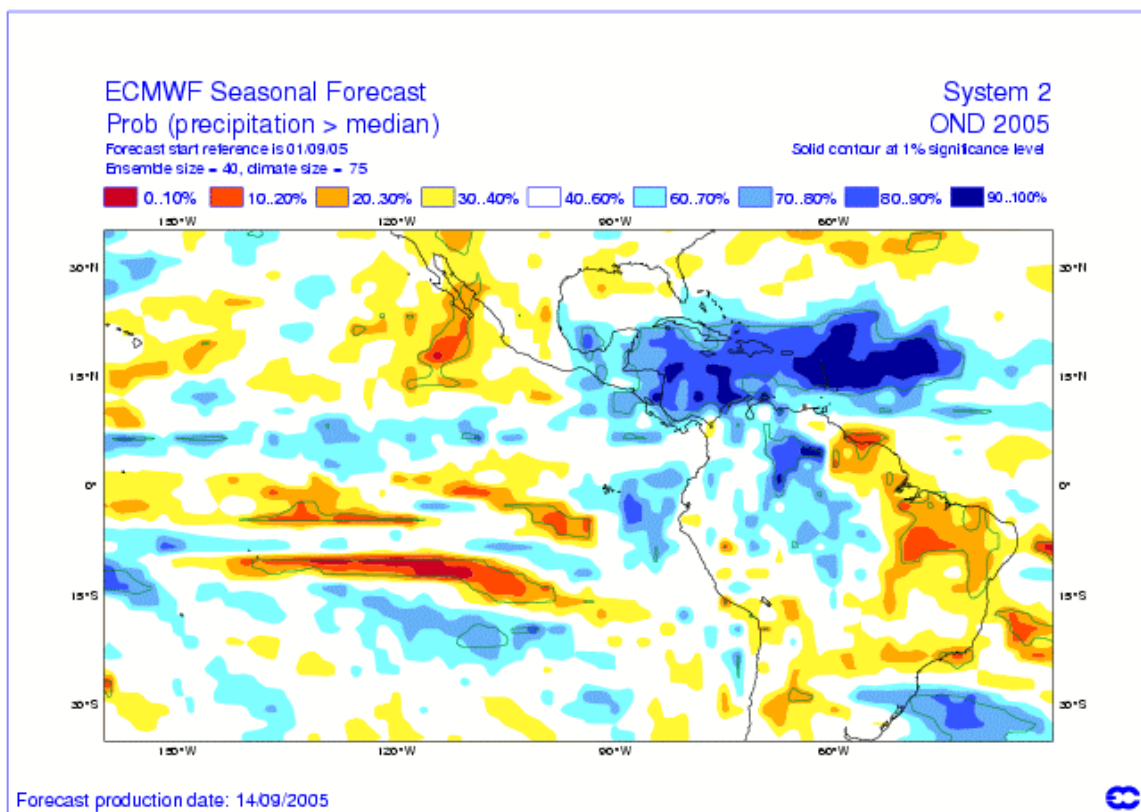 ECMWF Seasonal Forecast
System 2
Prob (precipitation > median)
OND 2005
Forecast start reference is 01/09/05
Solid contour at 1% significance level
Ensemble size = 40, climate size = 75
0..10% 10..20% 20..30% 30..40% 40..60% 60..70% 70..80% 80..90% 90..100%
150°W 120°W 90°W 60°W
30°N 30°N
15°N 15°N
0° 0°
15°S 15°S
30°S 30°S
150°W 120°W 90°W 60°W
Forecast production date: 14/09/2005